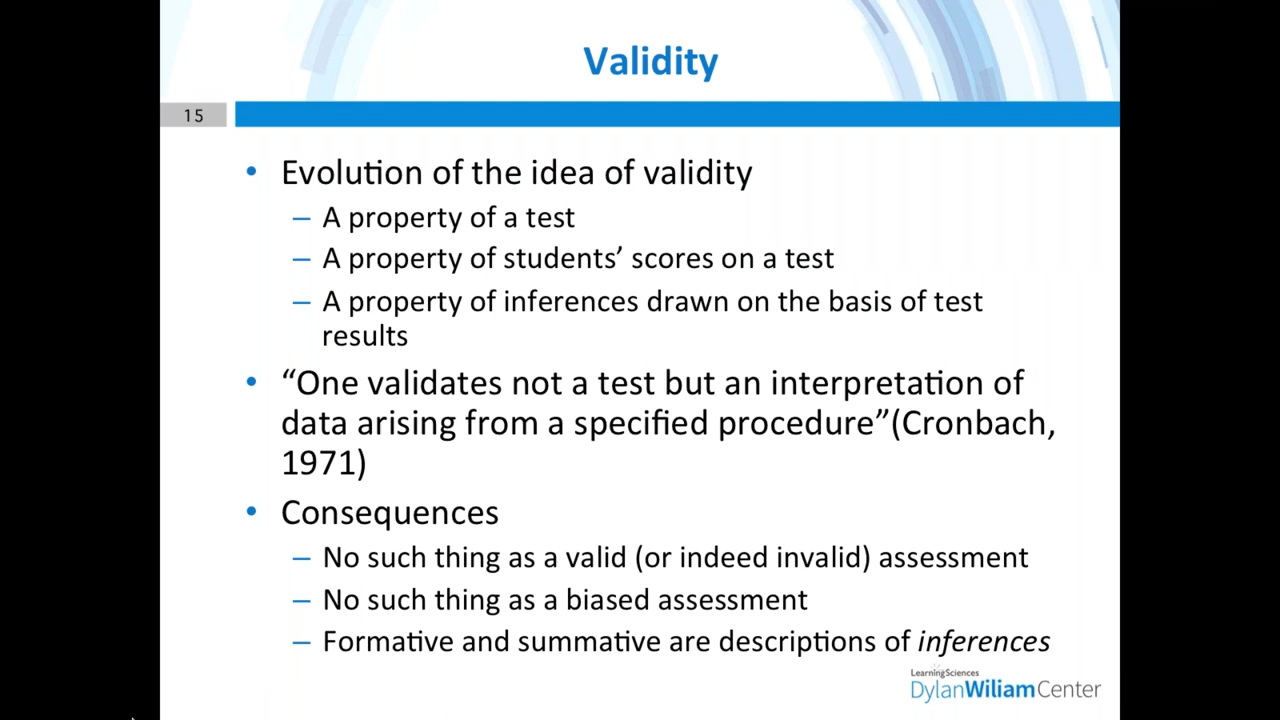 Validity
15
• Evolution of the idea of validity
– A property of a test
– A property of students’ scores on a test
– A property of inferences drawn on the basis of test
results
• “One validates not a test but an interpretation of
data arising from a specified procedure”(Cronbach,
1971)
• Consequences
– No such thing as a valid (or indeed invalid) assessment
– No such thing as a biased assessment
– Formative and summative are descriptions of inferences
LearningSciences
DylanWiliamCenter